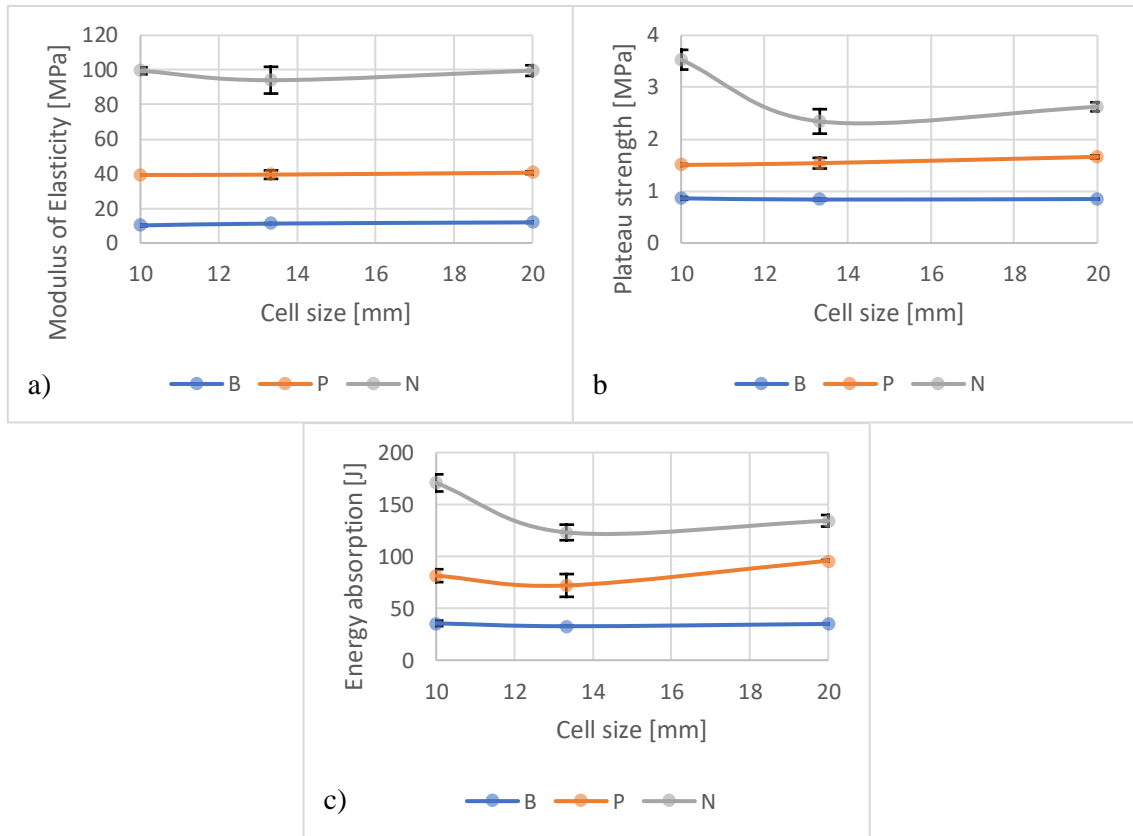 Modulus of Elasticity [MPa]
120
100
80
60
40
20
0
10 12 14 16 18 20
Cell size [mm]
a)
B P N
Plateau strength [MPa]
4
3
2
1
0
10 12 14 16 18 20
Cell size [mm]
b
B P N
Energy absorption [J]
200
150
100
50
0
10 12 14 16 18 20
Cell size [mm]
c)
B P N